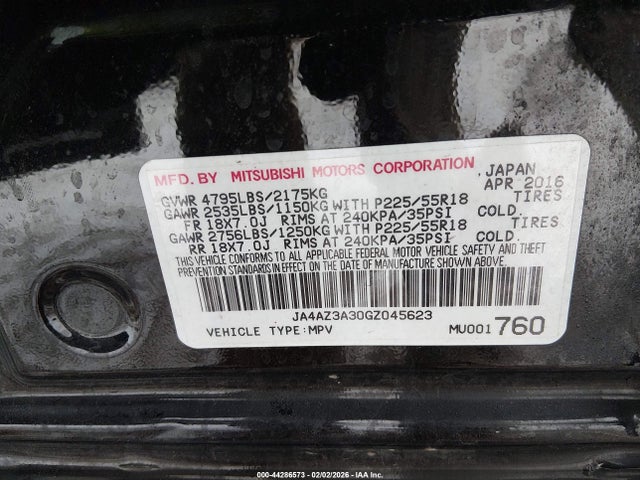 MFD. BY MITSUBISHI MOTORS CORPORATION , JAPAN
GVWR 4795LBS/2175KG APR 2016
GAWR 2535LBS/1150KG WITH P225/55R18 TIRES
FR 18X7.0J RIMS AT 240KPA/35PSI COLD.
GAWR 2756LBS/1250KG WITH P225/55R18 TIRES
RR 18X7.0J RIMS AT 240KPA/35PSI COLD.
THIS VEHICLE CONFORMS TO ALL APPLICABLE FEDERAL MOTOR VEHICLE SAFETY AND THEFT
PREVENTION STANDARDS IN EFFECT ON THE DATE OF MANUFACTURE SHOWN ABOVE.
JA4AZ3A30GZ045623
VEHICLE TYPE:MPV MU001 760
000-44286573 - 02/02/2026 - IAA, Inc.